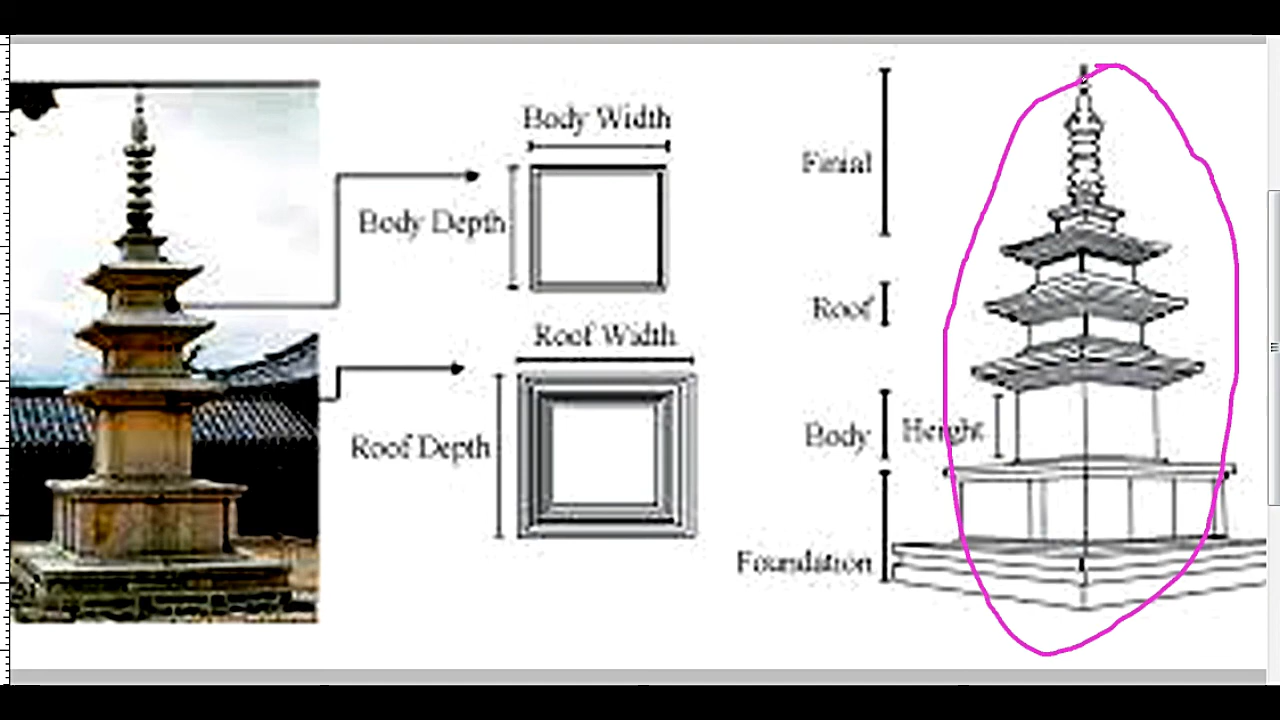 Body Width
Body Depth
Roof Width
Roof Depth
Finial
Roof
Body
Height
Foundation